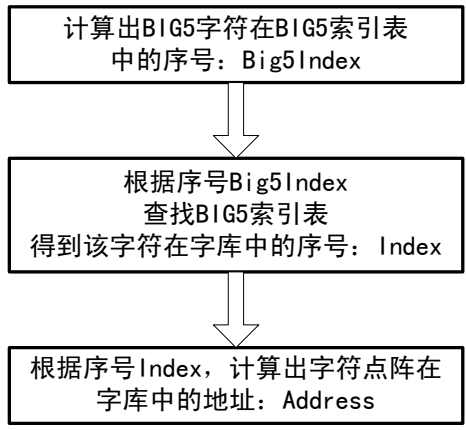 计算出BIG5字符在BIG5索引表
中的序号：Big5Index
根据序号Big5Index
查找BIG5索引表
得到该字符在字库中的序号：Index
根据序号Index，计算出字符点阵在
字库中的地址：Address